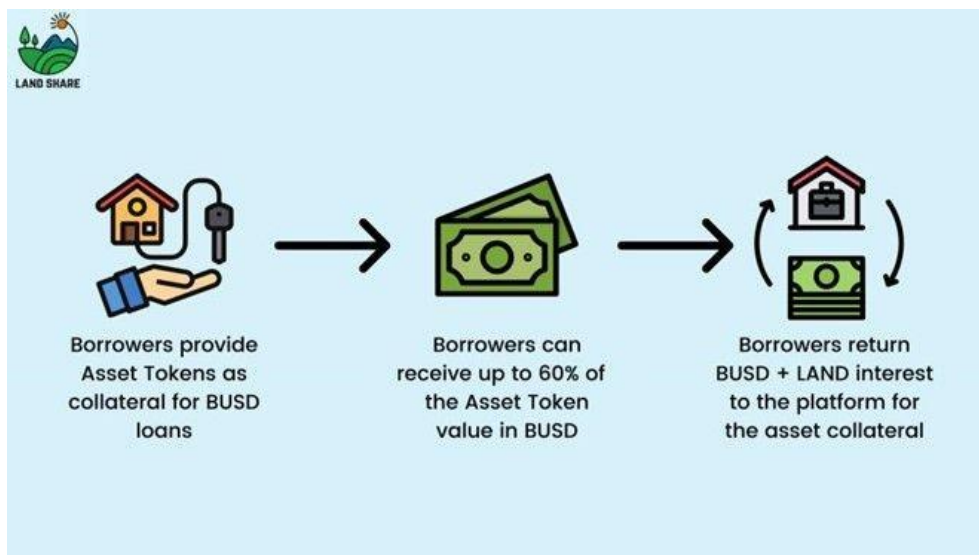 LAND SHARE
Borrowers provide
Asset Tokens as
collateral for BUSD
loans
Borrowers can
receive up to 60% of
the Asset Token
value in BUSD
Borrowers return
BUSD + LAND interest
to the platform for
the asset collateral